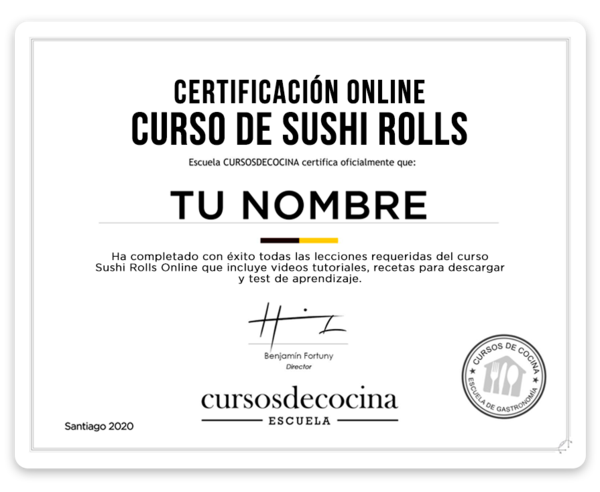 CERTIFICACIÓN ONLINE
CURSO DE SUSHI ROLLS
Escuela CURSOSDECOCINA certifica oficialmente que:
TU NOMBRE
Ha completado con éxito todas las lecciones requeridas del curso
Sushi Rolls Online que incluye videos tutoriales, recetas para descargar
y test de aprendizaje.
Benjamín Fortuny
Director
cursosdecocina
ESCUELA
Santiago 2020
CURSOS DE COCINA
ESCUELA DE GASTRONOMÍA